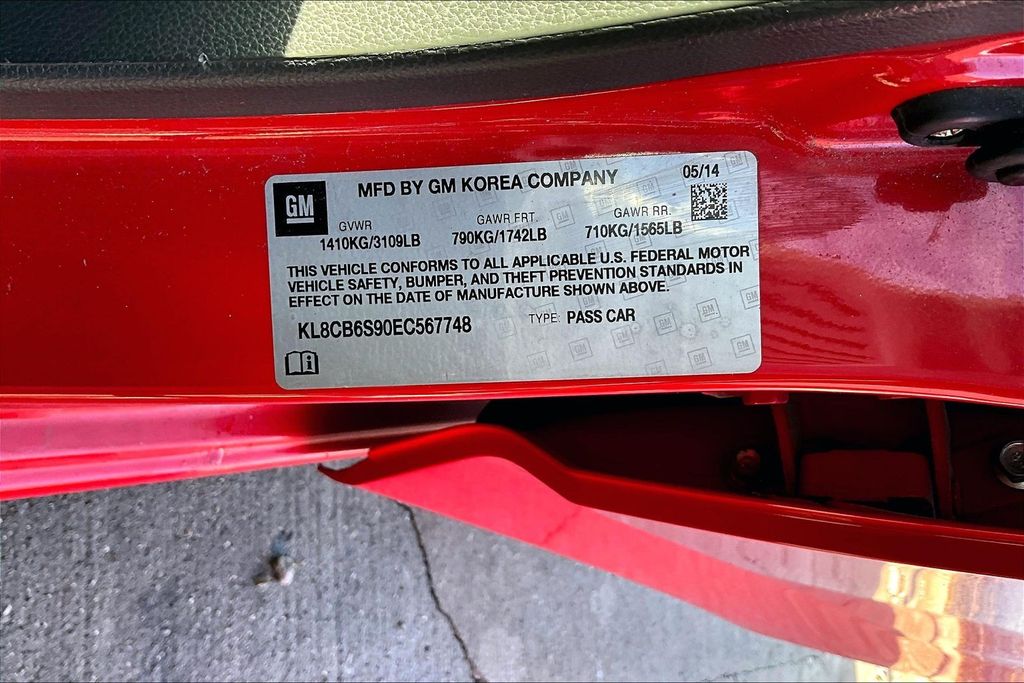 GM
MFD BY GM KOREA COMPANY
05/14
GVWR GAWR FRT. GAWR RR.
1410KG/3109LB 790KG/1742LB 710KG/1565LB
THIS VEHICLE CONFORMS TO ALL APPLICABLE U.S. FEDERAL MOTOR
VEHICLE SAFETY, BUMPER, AND THEFT PREVENTION STANDARDS IN
EFFECT ON THE DATE OF MANUFACTURE SHOWN ABOVE.
KL8CB6S90EC567748 TYPE: PASS CAR